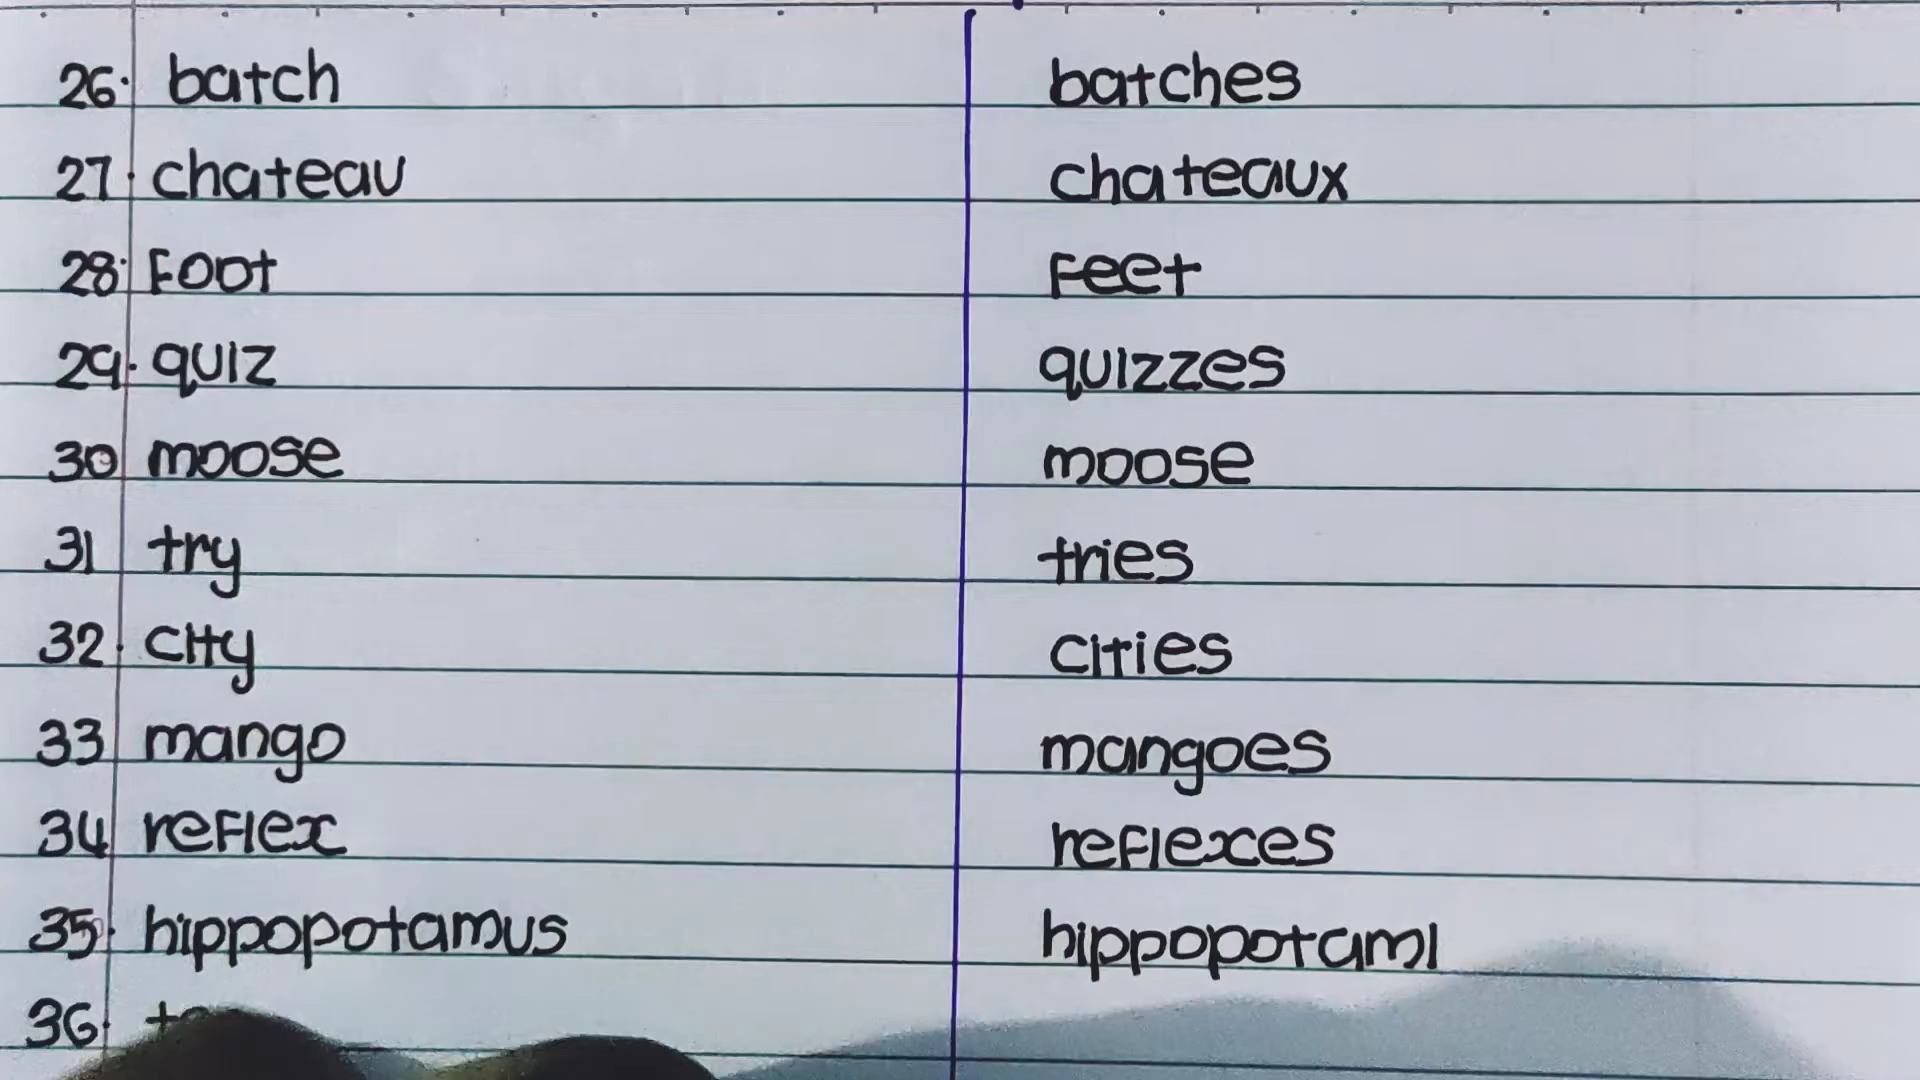 26. batch batches
27. chateau chateaux
28. Foot Feet
29. quiz quizzes
30 moose moose
31 try tries
32. city cities
33 mango mangoes
34 reflex reflexes
35. hippopotamus hippopotami
36.